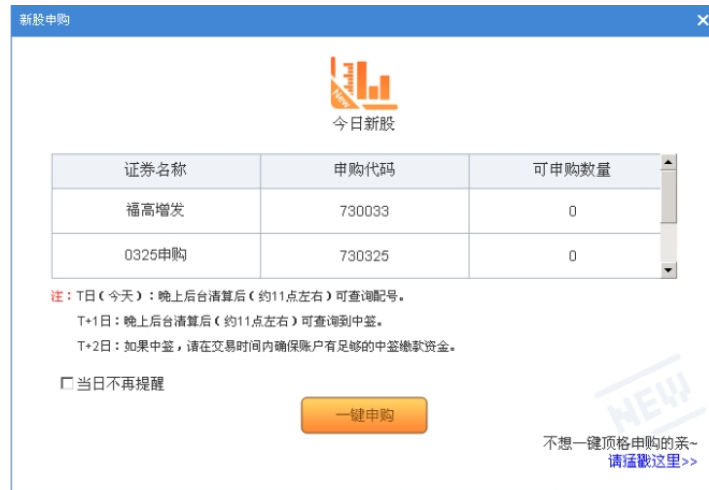 新股申购
New
今日新股
证券名称 申购代码 可申购数量
福高增发 730033 0
0325申购 730325 0
注：T日(今天)：晚上后台清算后(约11点左右)可查询配号。
T+1日：晚上后台清算后(约11点左右)可查询到中签。
T+2日：如果中签，请在交易时间内确保账户有足够的中签缴款资金。
当日不再提醒
NEW
一键申购
不想一键顶格申购的亲~
请猛戳这里>>